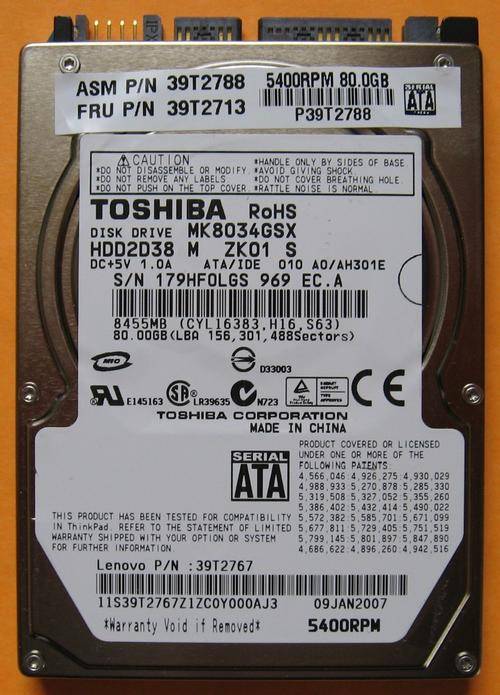 ASM P/N 39T2788 5400RPM 80.0GB
FRU P/N 39T2713
P39T2788
SERIAL
ATA
CAUTION
*DO NOT DISASSEMBLE OR MODIFY.
*DO NOT REMOVE ANY LABELS
*DO NOT PUSH ON THE TOP COVER.
*HANDLE ONLY BY SIDES OF BASE
*AVOID GIVING SHOCK.
*DO NOT COVER BREATHING HOLE.
*RATTLE NOISE IS NORMAL
TOSHIBA RoHS
DISK DRIVE MK8034GSX
HDD2D38 M ZK01 S
DC+5V 1.0A ATA/IDE 010 A0/AH301E
S/N 179HF0LGS 969 EC.A
8455MB (CYL16383,H16,S63)
80.00GB(LBA 156,301,488Sectors)
D33003
E145163 LR39635 N723 CE
TOSHIBA CORPORATION
MADE IN CHINA
SERIAL
ATA
PRODUCT COVERED OR LICENSED
UNDER ONE OR MORE OF THE
FOLLOWING PATENTS
4,566,046:4,926,275:4,930,029
4,988,933:5,270,878:5,285,330
5,319,508:5,327,052:5,355,260
5,386,402:5,432,414:5,490,022
5,572,382:5,585,701:5,671,099
5,677,811:5,729,405:5,751,519
5,799,145:5,801,897:5,847,890
4,686,622:4,896,260:4,942,516
THIS PRODUCT HAS BEEN TESTED FOR COMPATIBILITY
IN ThinkPad. REFER TO THE STATEMENT OF LIMITED
WARRANTY SHIPPED WITH YOUR OPTION OR SYSTEM
FOR FURTHER INFORMATION.
Lenovo P/N :39T2767
11S39T2767Z1ZC0Y000AJ3 09JAN2007
*Warranty Void if Removed* 5400RPM